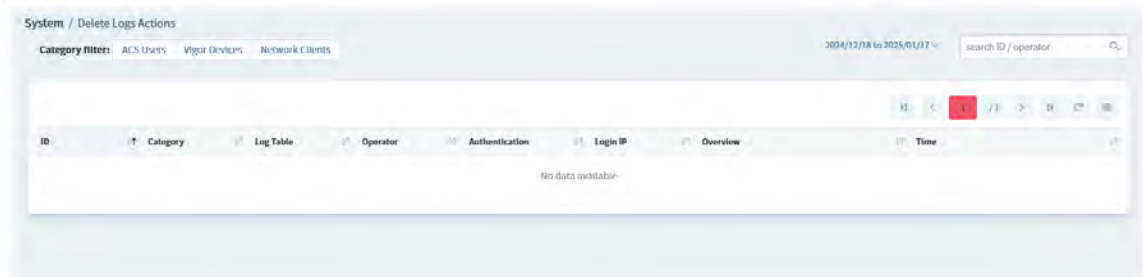 System / Delete Logs Actions
Category filter: ACS Users Vigor Devices Network Clients
2024/12/18 to 2025/01/17
search ID / operator
/1
ID Category Log Table Operator Authentication Login IP Overview Time
No data available